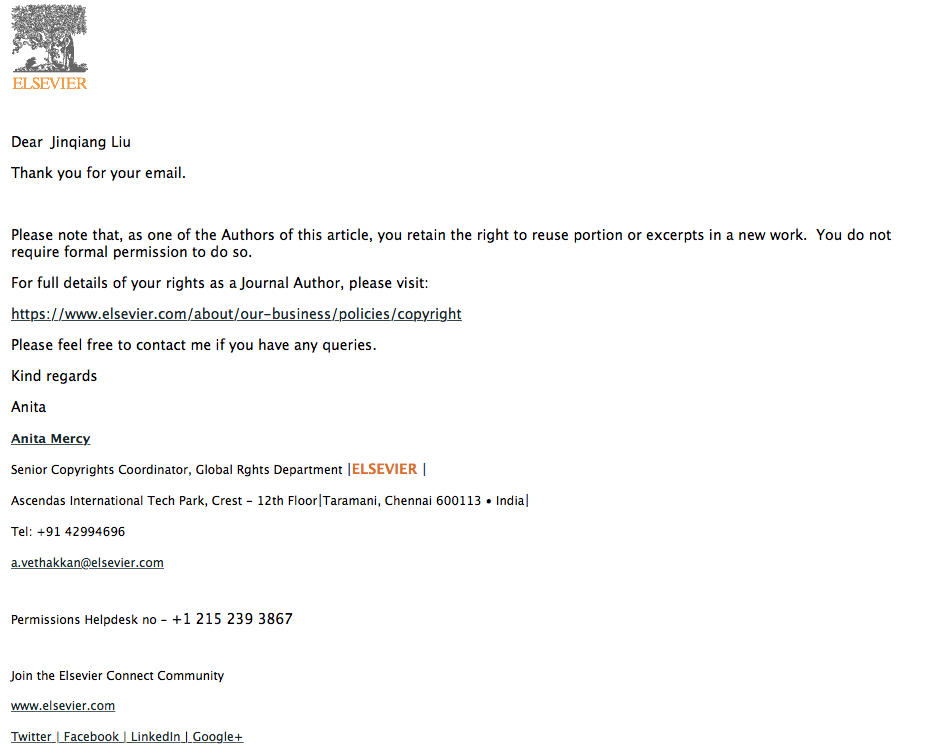 ELSEVIER
Dear  Jinqiang Liu
Thank you for your email.
Please note that, as one of the Authors of this article, you retain the right to reuse portion or excerpts in a new work.  You do not
require formal permission to do so.
For full details of your rights as a Journal Author, please visit:
https://www.elsevier.com/about/our-business/policies/copyright
Please feel free to contact me if you have any queries.
Kind regards
Anita
Anita Mercy
Senior Copyrights Coordinator, Global Rghts Department |ELSEVIER |
Ascendas International Tech Park, Crest – 12th Floor|Taramani, Chennai 600113 • India|
Tel: +91 42994696
a.vethakkan@elsevier.com
Permissions Helpdesk no – +1 215 239 3867
Join the Elsevier Connect Community
www.elsevier.com
Twitter | Facebook | LinkedIn | Google+